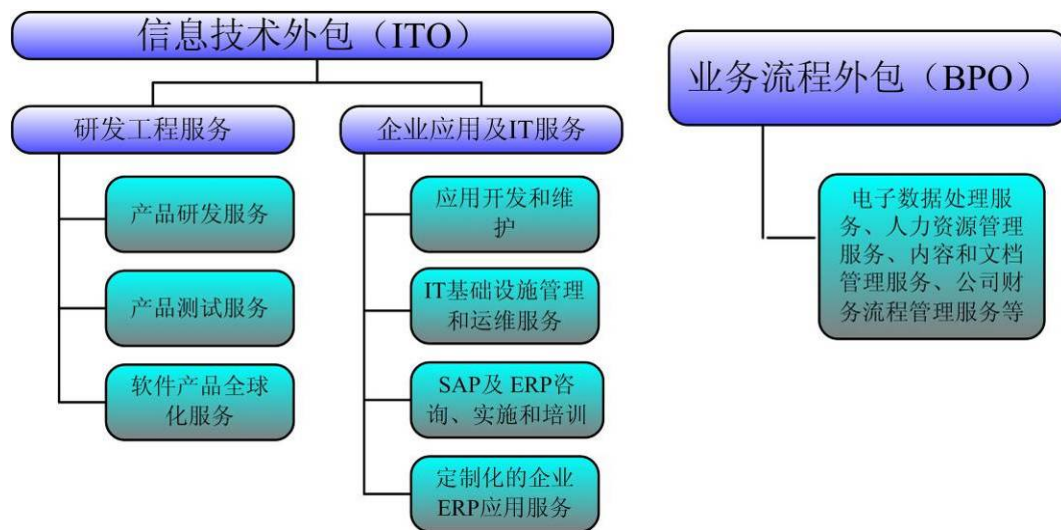 信息技术外包（ITO）
研发工程服务
产品研发服务
产品测试服务
软件产品全球
化服务
企业应用及IT服务
应用开发和维
护
IT基础设施管理
和运维服务
SAP及 ERP咨
询、实施和培训
定制化的企业
ERP应用服务
业务流程外包（BPO）
电子数据处理服
务、人力资源管理
服务、内容和文档
管理服务、公司财
务流程管理服务等